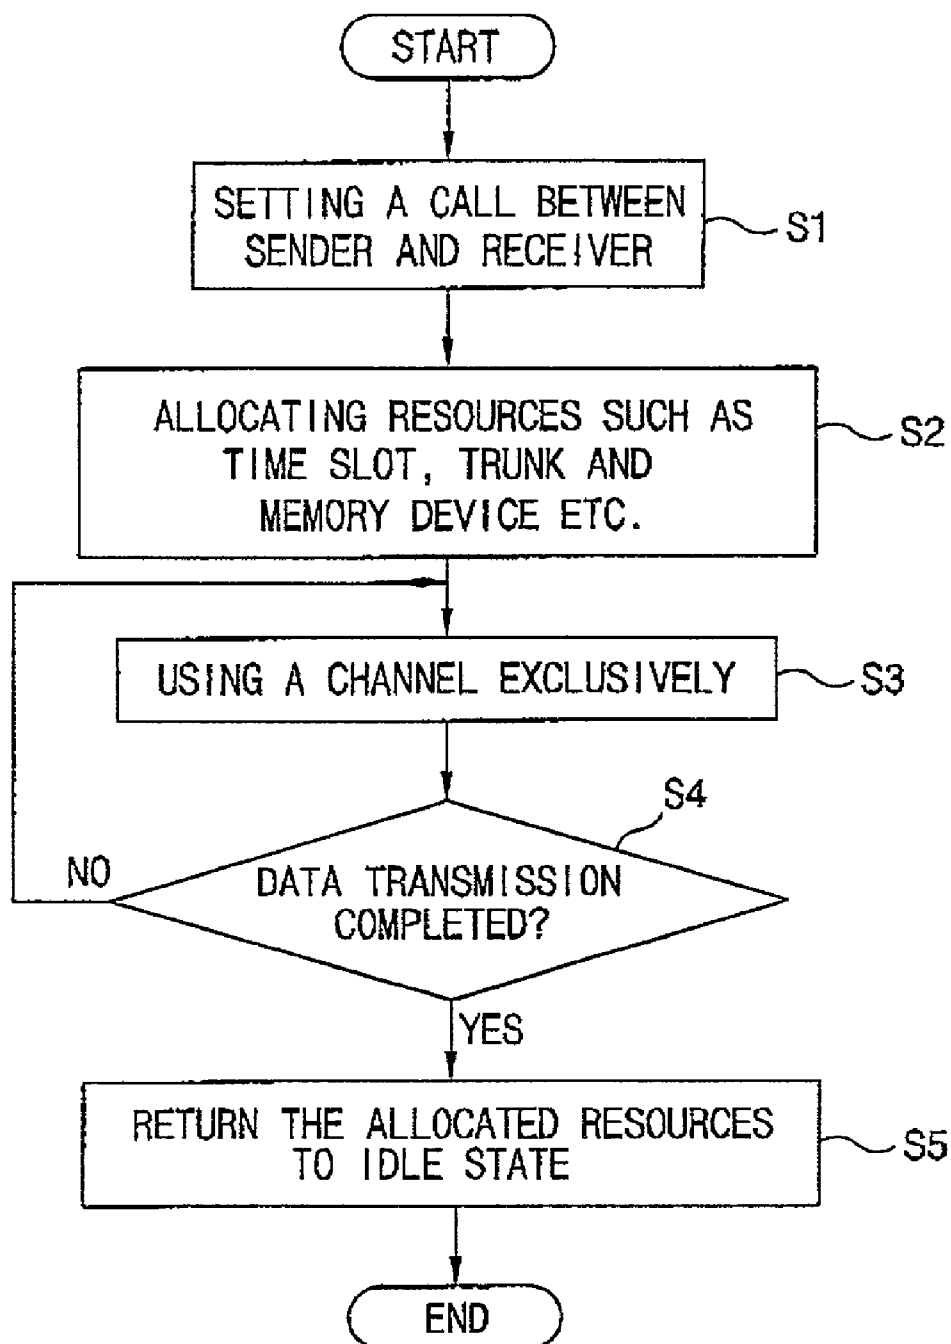 START
SETTING A CALL BETWEEN
SENDER AND RECEIVER
S1
ALLOCATING RESOURCES SUCH AS
TIME SLOT, TRUNK AND
MEMORY DEVICE ETC.
S2
USING A CHANNEL EXCLUSIVELY
S3
S4
NO
DATA TRANSMISSION
COMPLETED?
YES
RETURN THE ALLOCATED RESOURCES
TO IDLE STATE
S5
END